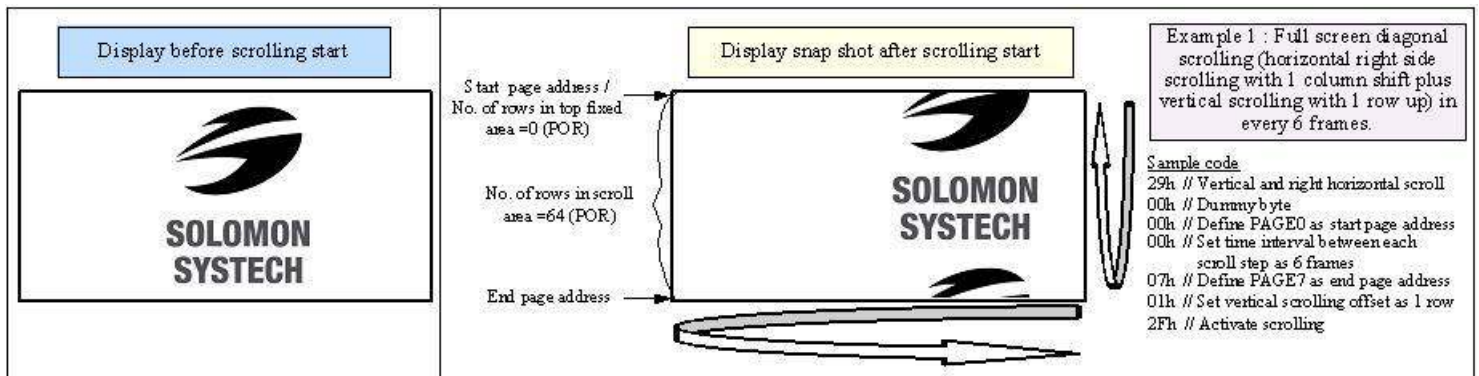 Display before scrolling start
SOLOMON
SYSTECH
Display snap shot after scrolling start
Start page address /
No. of rows in top fixed
area =0 (POR)
No. of rows in scroll
area =64 (POR)
End page address
SOLOMON
SYSTECH
Example 1 : Full screen diagonal
scrolling (horizontal right side
scrolling with 1 column shift plus
vertical scrolling with 1 row up) in
every 6 frames.
Sample code
29h // Vertical and right horizontal scroll
00h // Dummy byte
00h // Define PAGE0 as start page address
00h // Set time interval between each
scroll step as 6 frames
07h // Define PAGE7 as end page address
01h // Set vertical scrolling offset as 1 row
2Fh // Activate scrolling